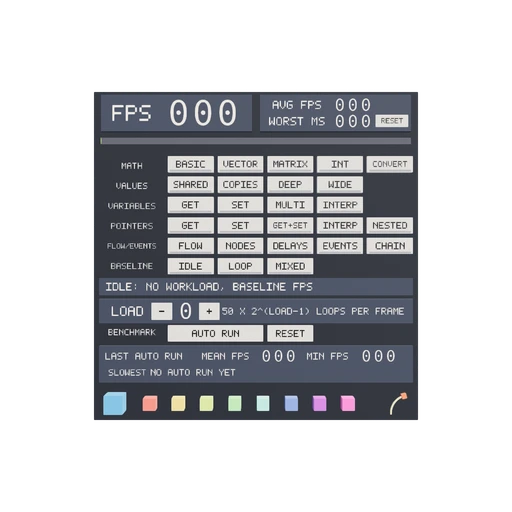 FPS 000
AVG FPS 000
WORST MS 000 RESET
MATH BASIC VECTOR MATRIX INT CONVERT
VALUES SHARED COPIES DEEP WIDE
VARIABLES GET SET MULTI INTERP
POINTERS GET SET GET+SET INTERP NESTED
FLOW/EVENTS FLOW NODES DELAYS EVENTS CHAIN
BASELINE IDLE LOOP MIXED
IDLE: NO WORKLOAD, BASELINE FPS
LOAD - 0 + 50 X 2^(LOAD-1) LOOPS PER FRAME
BENCHMARK AUTO RUN RESET
LAST AUTO RUN MEAN FPS 000 MIN FPS 000
SLOWEST NO AUTO RUN YET